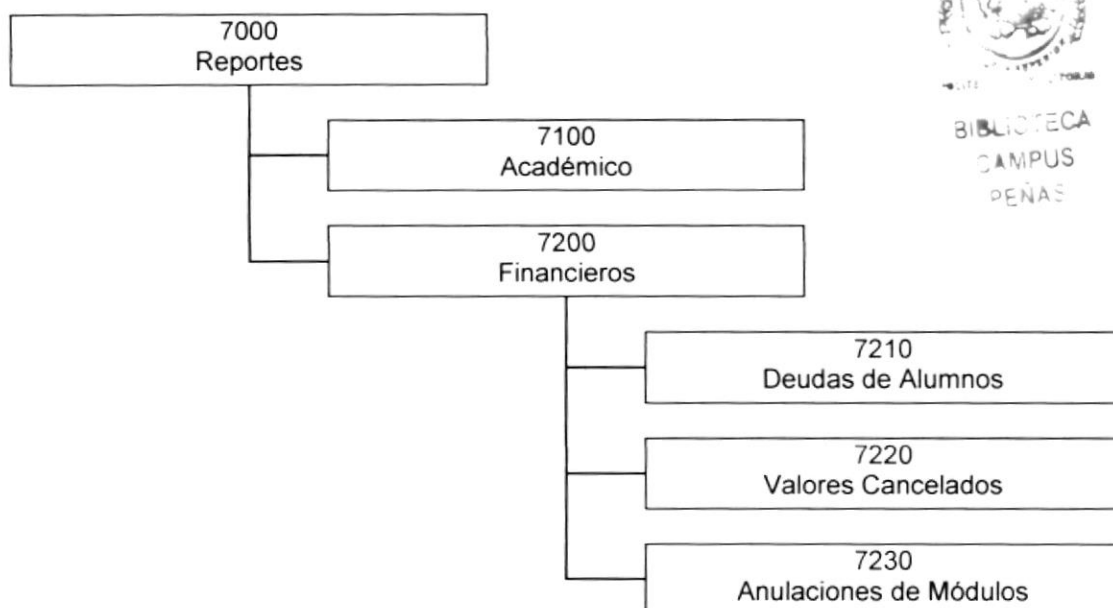 7000
Reportes
BIBLIOTECA
CAMPUS
PEÑAS
7100
Académico
7200
Financieros
7210
Deudas de Alumnos
7220
Valores Cancelados
7230
Anulaciones de Módulos